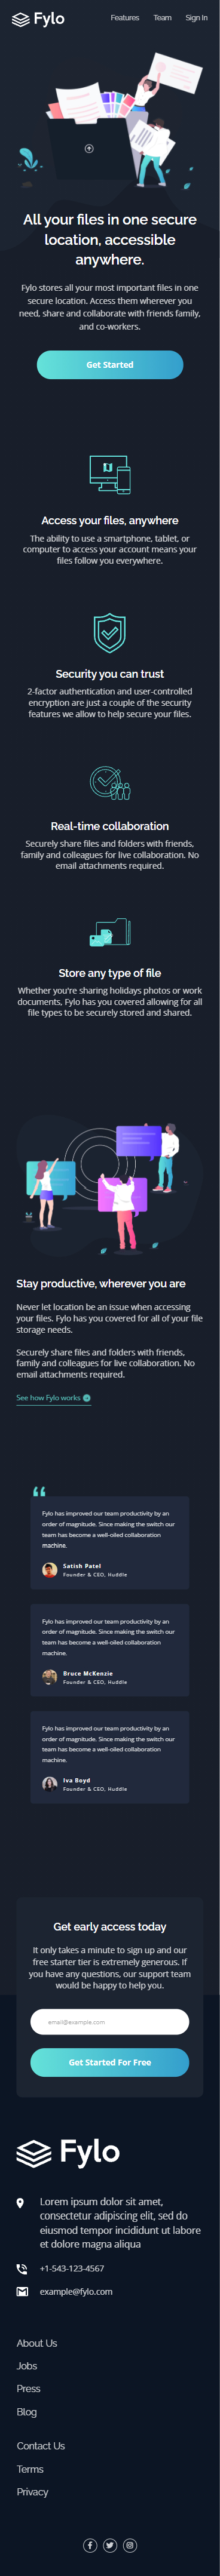 Fylo
Features Team Sign In
All your files in one secure
location, accessible
anywhere.
Fylo stores all your most important files in one
secure location. Access them wherever you
need, share and collaborate with friends family,
and co-workers.
Get Started
Access your files, anywhere
The ability to use a smartphone, tablet, or
computer to access your account means your
files follow you everywhere.
Security you can trust
2-factor authentication and user-controlled
encryption are just a couple of the security
features we allow to help secure your files.
Real-time collaboration
Securely share files and folders with friends,
family and colleagues for live collaboration. No
email attachments required.
Store any type of file
Whether you're sharing holidays photos or work
documents, Fylo has you covered allowing for all
file types to be securely stored and shared.
Stay productive, wherever you are
Never let location be an issue when accessing
your files. Fylo has you covered for all of your file
storage needs.
Securely share files and folders with friends,
family and colleagues for live collaboration. No
email attachments required.
See how Fylo works
Fylo has improved our team productivity by an
order of magnitude. Since making the switch our
team has become a well-oiled collaboration
machine.
Satish Patel
Founder & CEO, Huddle
Fylo has improved our team productivity by an
order of magnitude. Since making the switch our
team has become a well-oiled collaboration
machine.
Bruce McKenzie
Founder & CEO, Huddle
Fylo has improved our team productivity by an
order of magnitude. Since making the switch our
team has become a well-oiled collaboration
machine.
Iva Boyd
Founder & CEO, Huddle
Get early access today
It only takes a minute to sign up and our
free starter tier is extremely generous. If
you have any questions, our support team
would be happy to help you.
email@example.com
Get Started For Free
Fylo
Lorem ipsum dolor sit amet,
consectetur adipiscing elit, sed do
eiusmod tempor incididunt ut labore
et dolore magna aliqua
+1-543-123-4567
example@fylo.com
About Us
Jobs
Press
Blog
Contact Us
Terms
Privacy